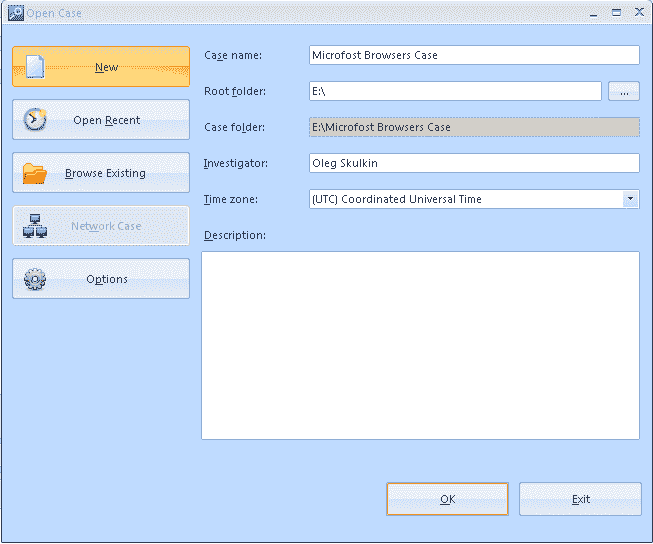 Open Case
New
Open Recent
Browse Existing
Network Case
Options
Case name: Microfost Browsers Case
Root folder: E:\ ...
Case folder: E:\Microfost Browsers Case
Investigator: Oleg Skulkin
Time zone: (UTC) Coordinated Universal Time
Description:
OK Exit